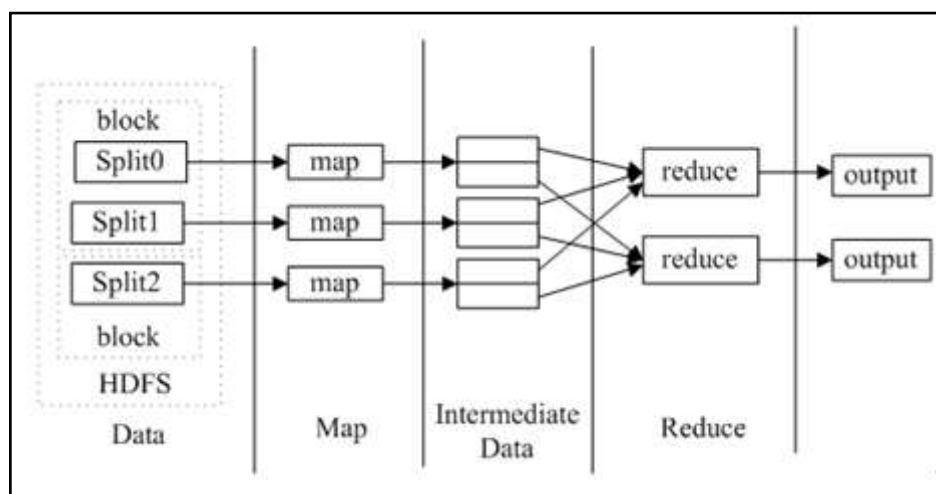 block
Split0
map
reduce
output
Split1
map
Split2
map
reduce
output
block
HDFS
Data
Map
Intermediate
Data
Reduce